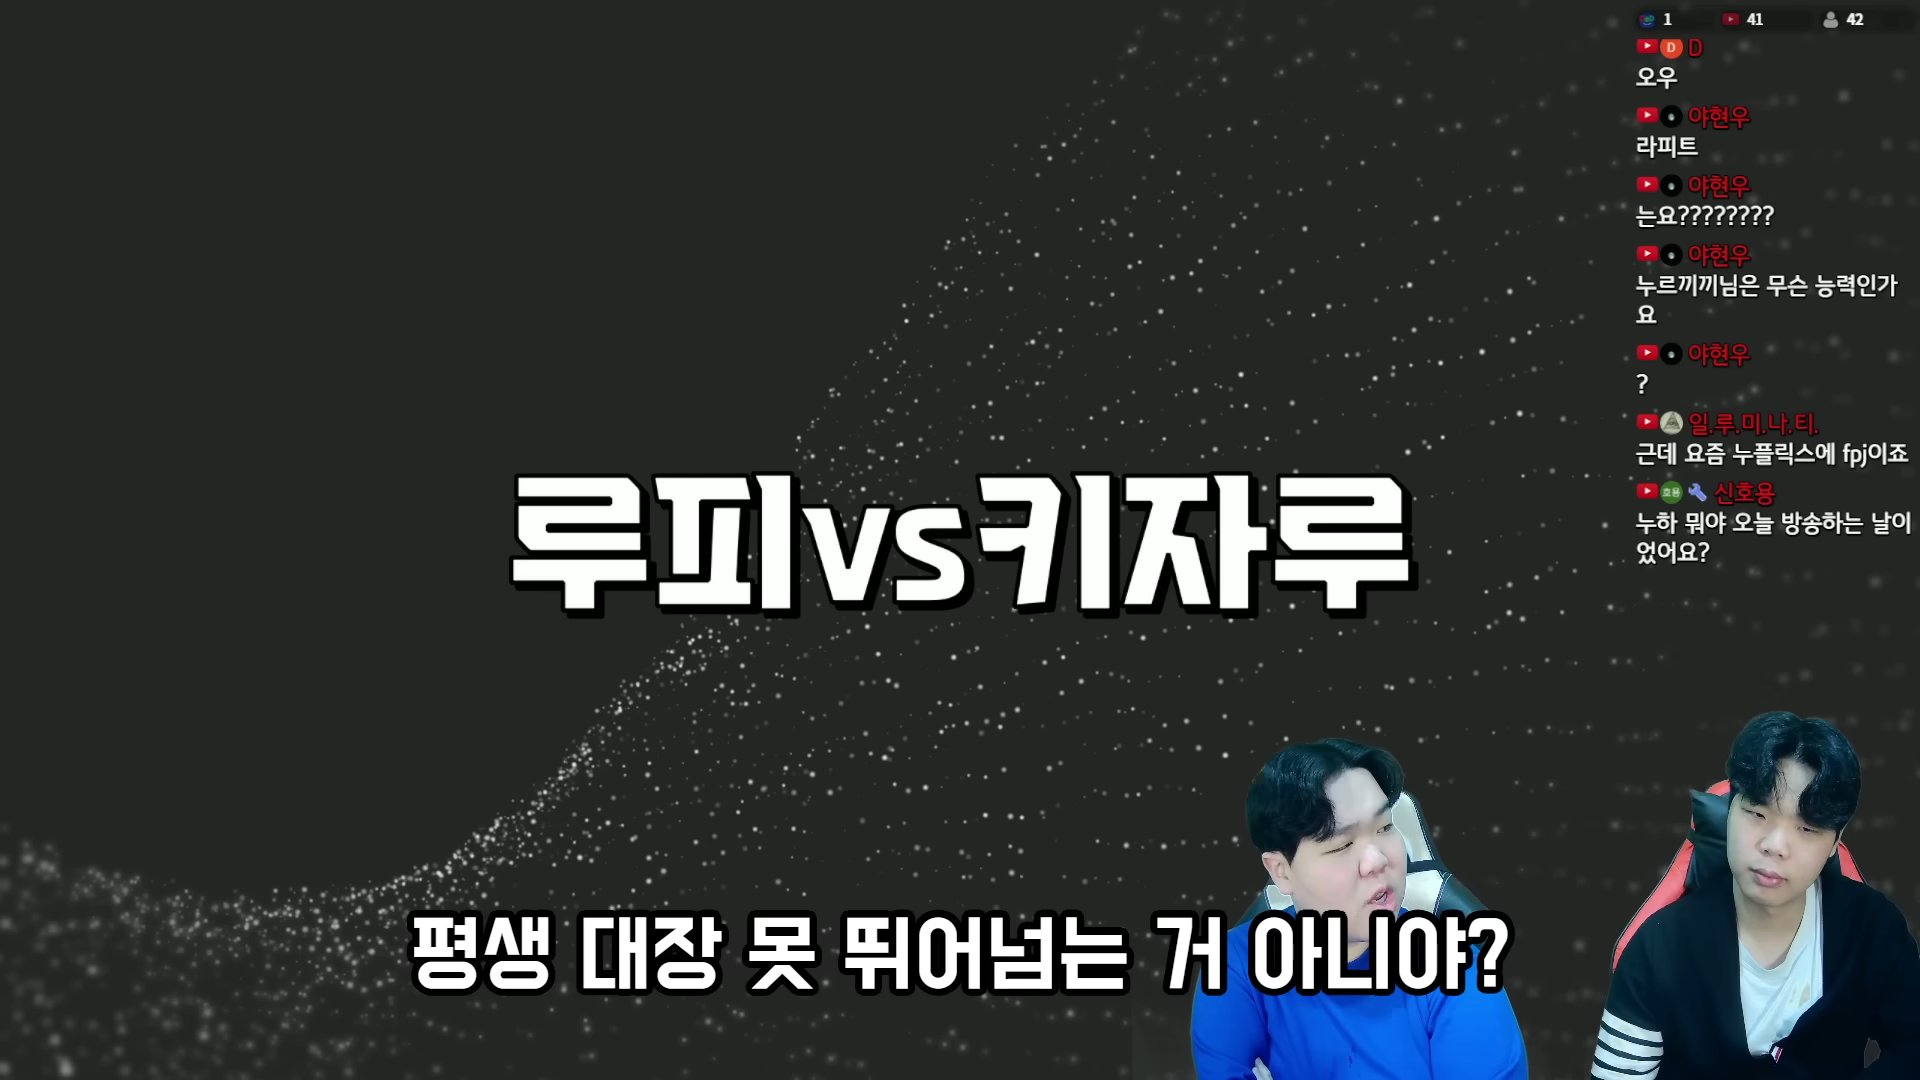 1 41 42
D
오우
야현우
라피트
야현우
는요????????
야현우
누르끼끼님은 무슨 능력인가
요
야현우
?
일.루.미.나.티.
근데 요즘 누플릭스에 fpj이죠
호용 신호용
누하 뭐야 오늘 방송하는 날이
었어요?
루피vs키자루
평생 대장 못 뛰어넘는 거 아니야?